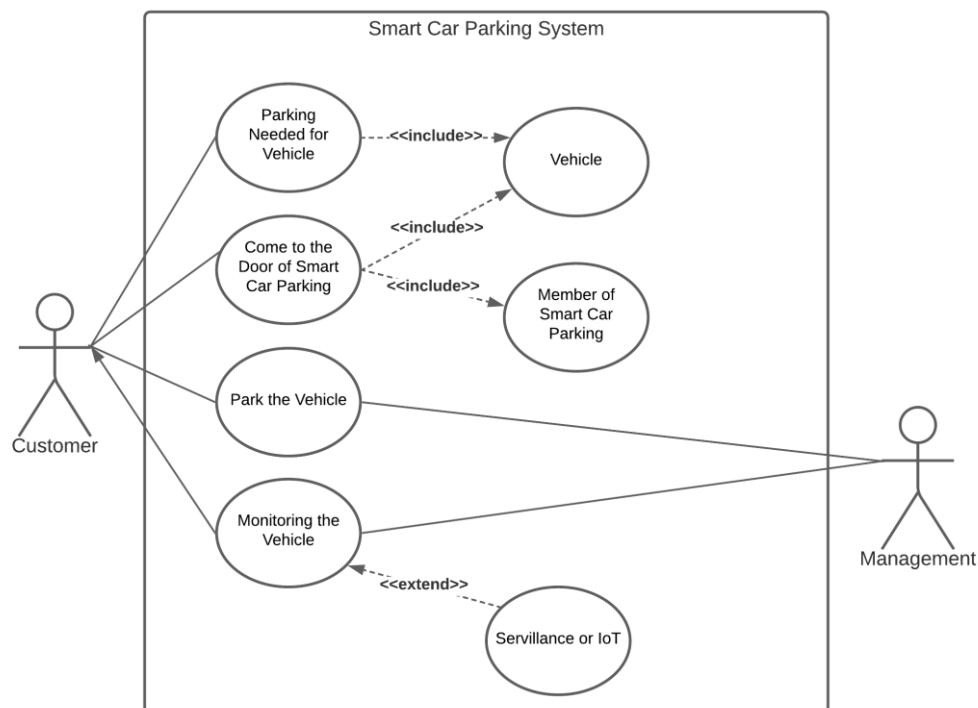 Smart Car Parking System
Parking
Needed for
Vehicle
<<include>>
Vehicle
<<include>>
Come to the
Door of Smart
Car Parking
<<include>>
Member of
Smart Car
Parking
Customer
Park the Vehicle
Monitoring the
Vehicle
Management
<<extend>>
Servillance or IoT